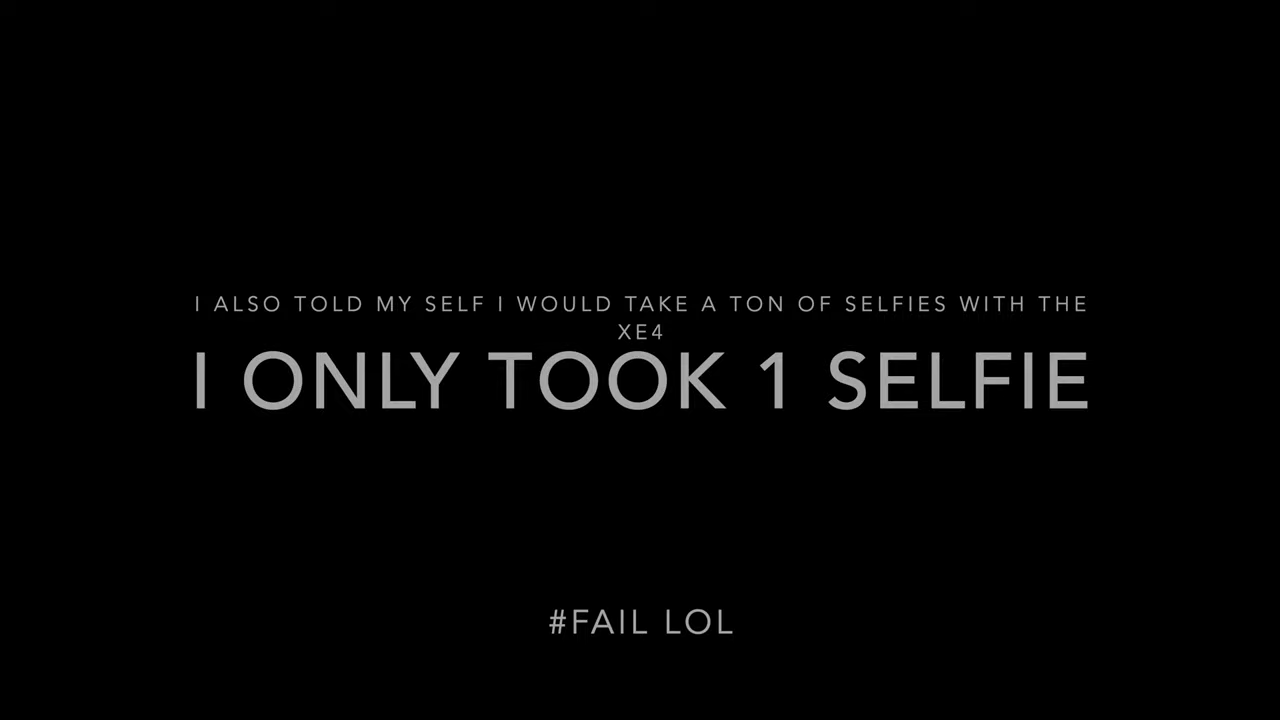 I ALSO TOLD MY SELF I WOULD TAKE A TON OF SELFIES WITH THE
XE4
I ONLY TOOK 1 SELFIE
#FAIL LOL